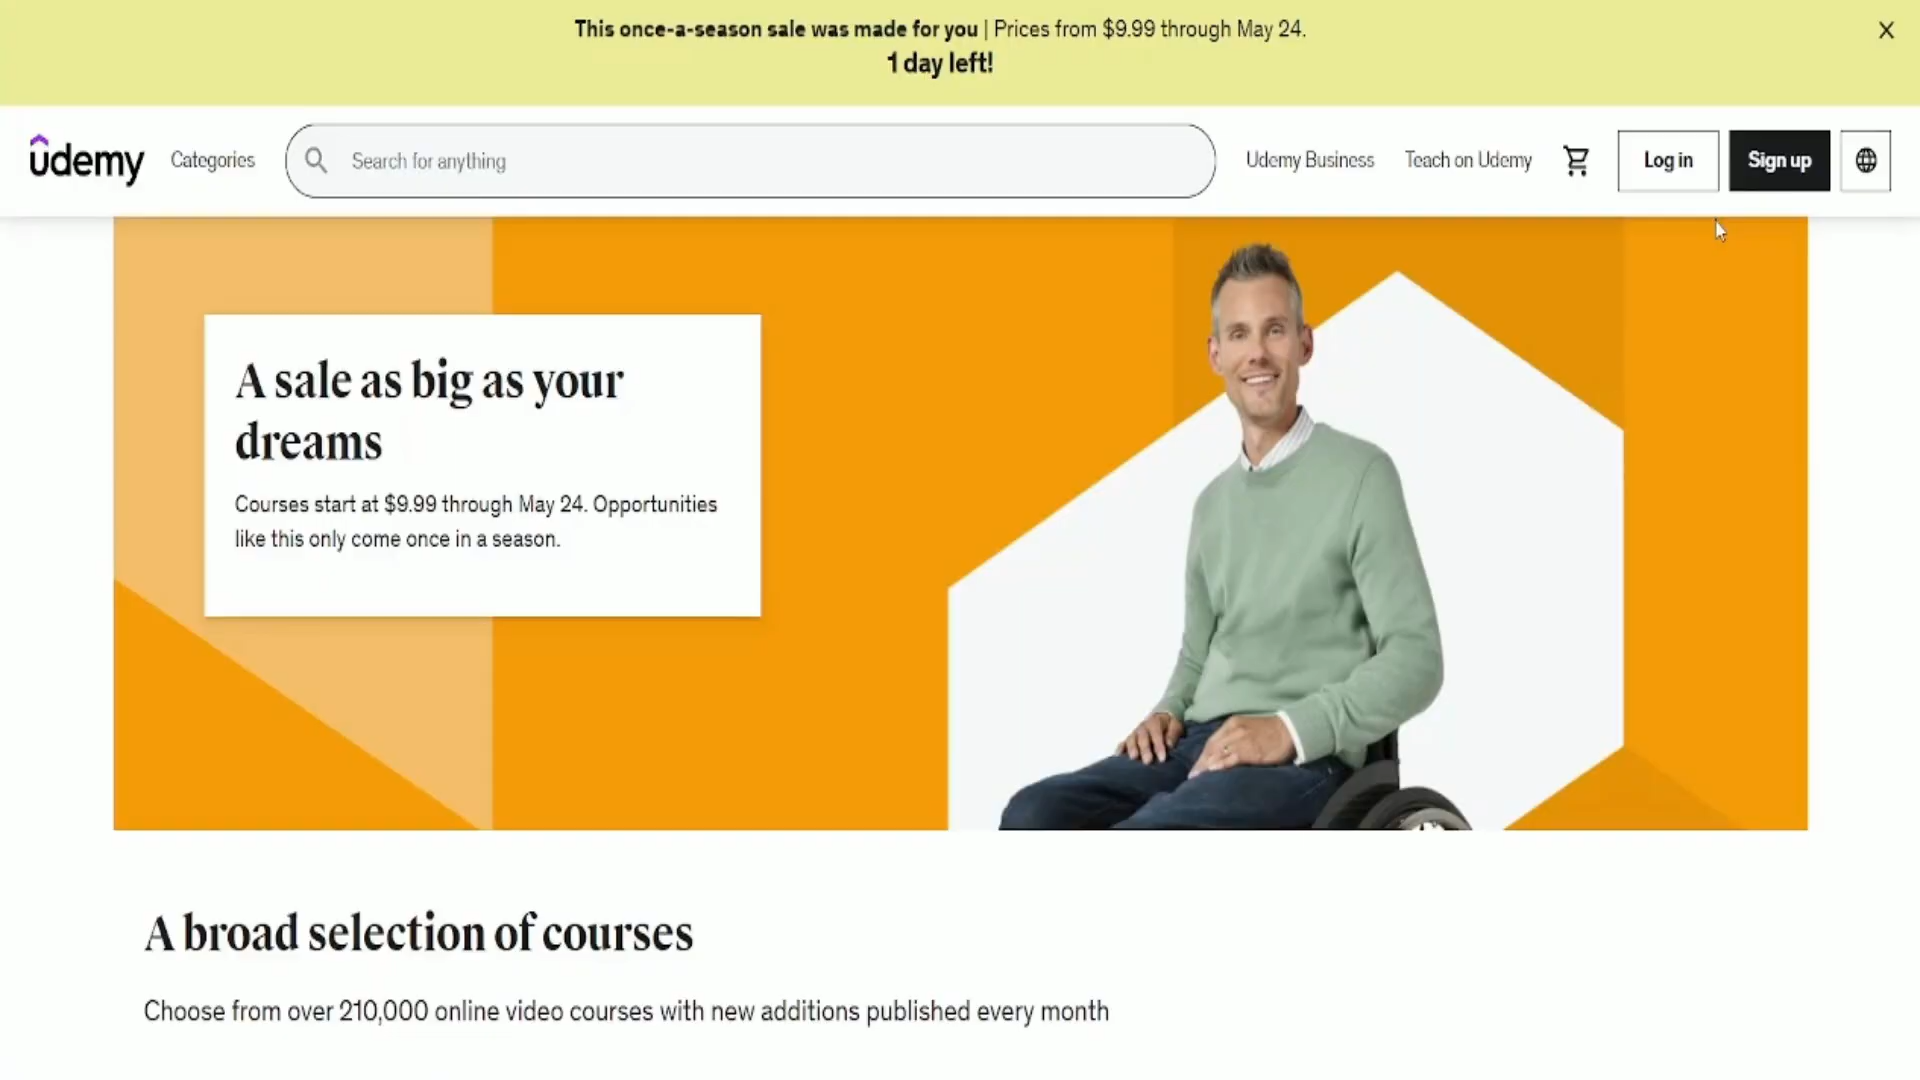 This once-a-season sale was made for you | Prices from $9.99 through May 24.
1 day left!
X
udemy
Categories
Search for anything
Udemy Business
Teach on Udemy
Log in
Sign up
A sale as big as your
dreams
Courses start at $9.99 through May 24. Opportunities
like this only come once in a season.
A broad selection of courses
Choose from over 210,000 online video courses with new additions published every month